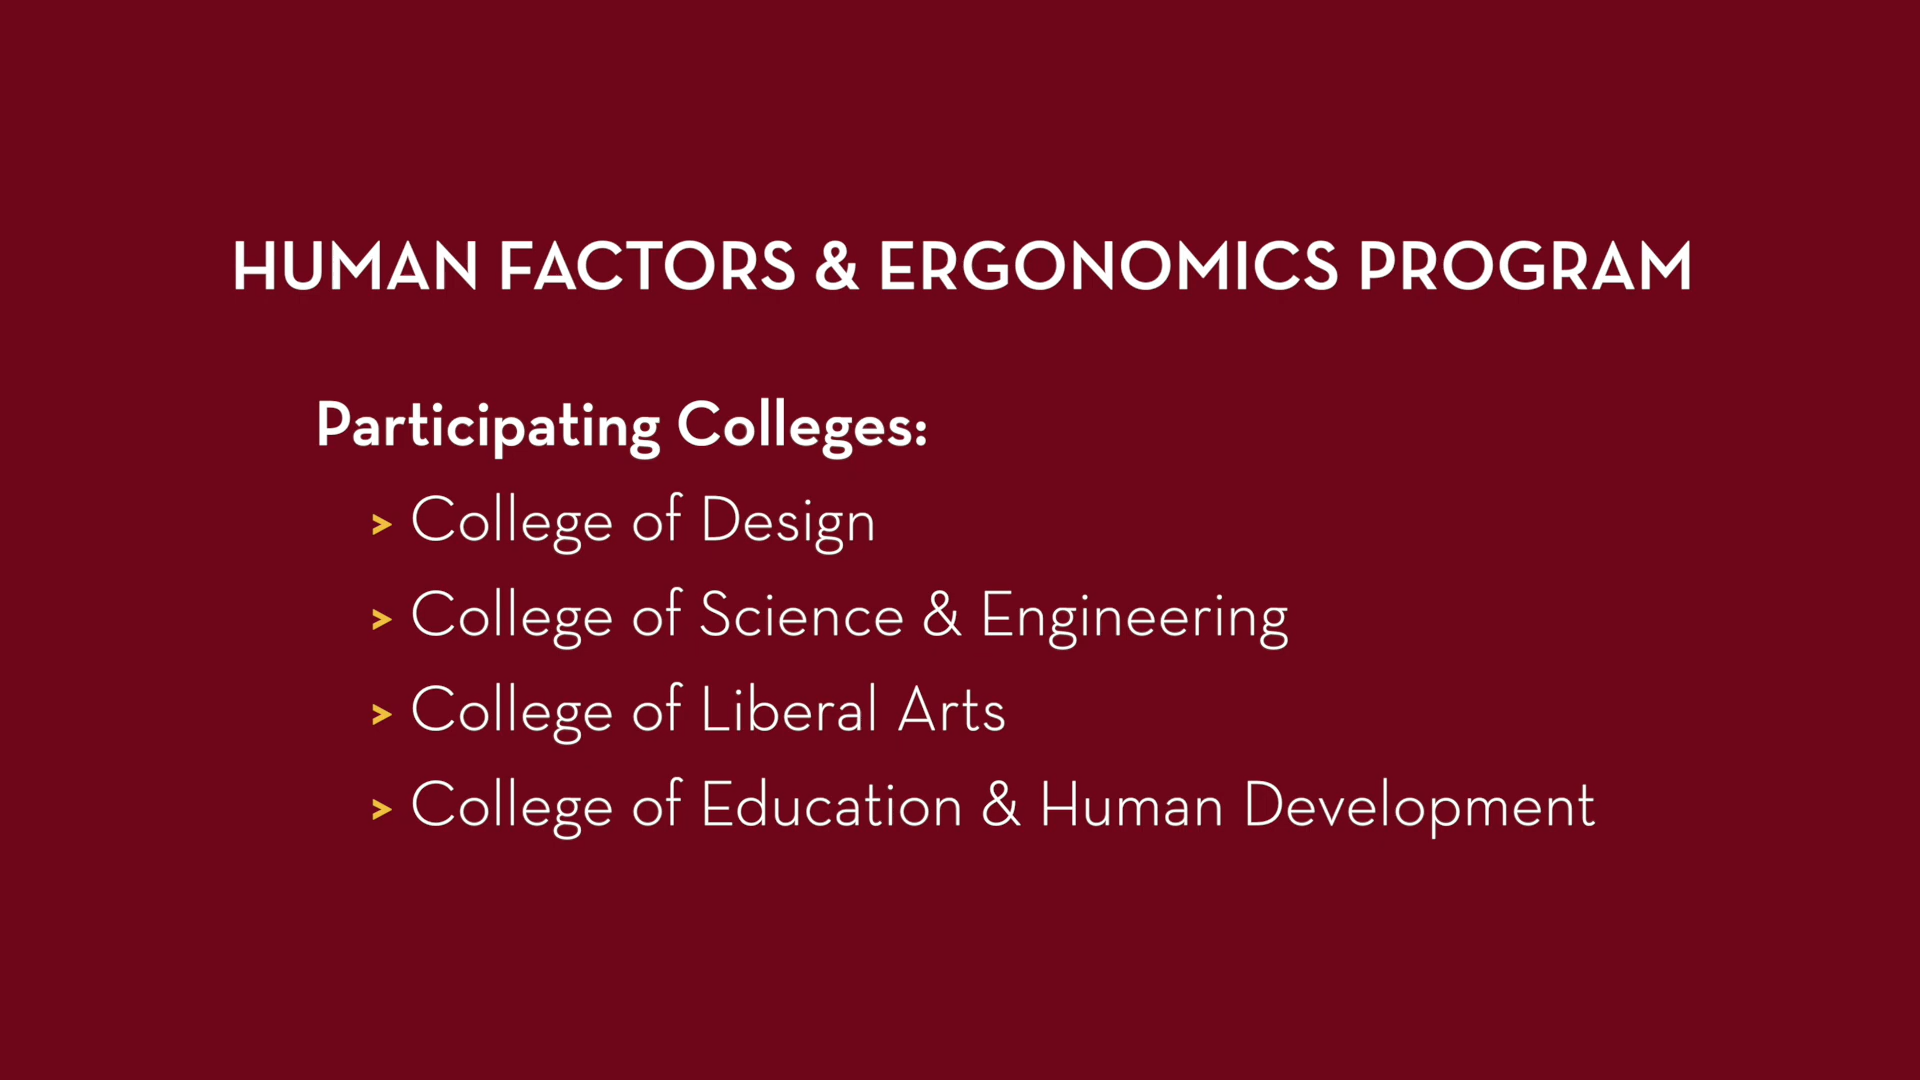 HUMAN FACTORS & ERGONOMICS PROGRAM
Participating Colleges:
> College of Design
> College of Science & Engineering
> College of Liberal Arts
> College of Education & Human Development